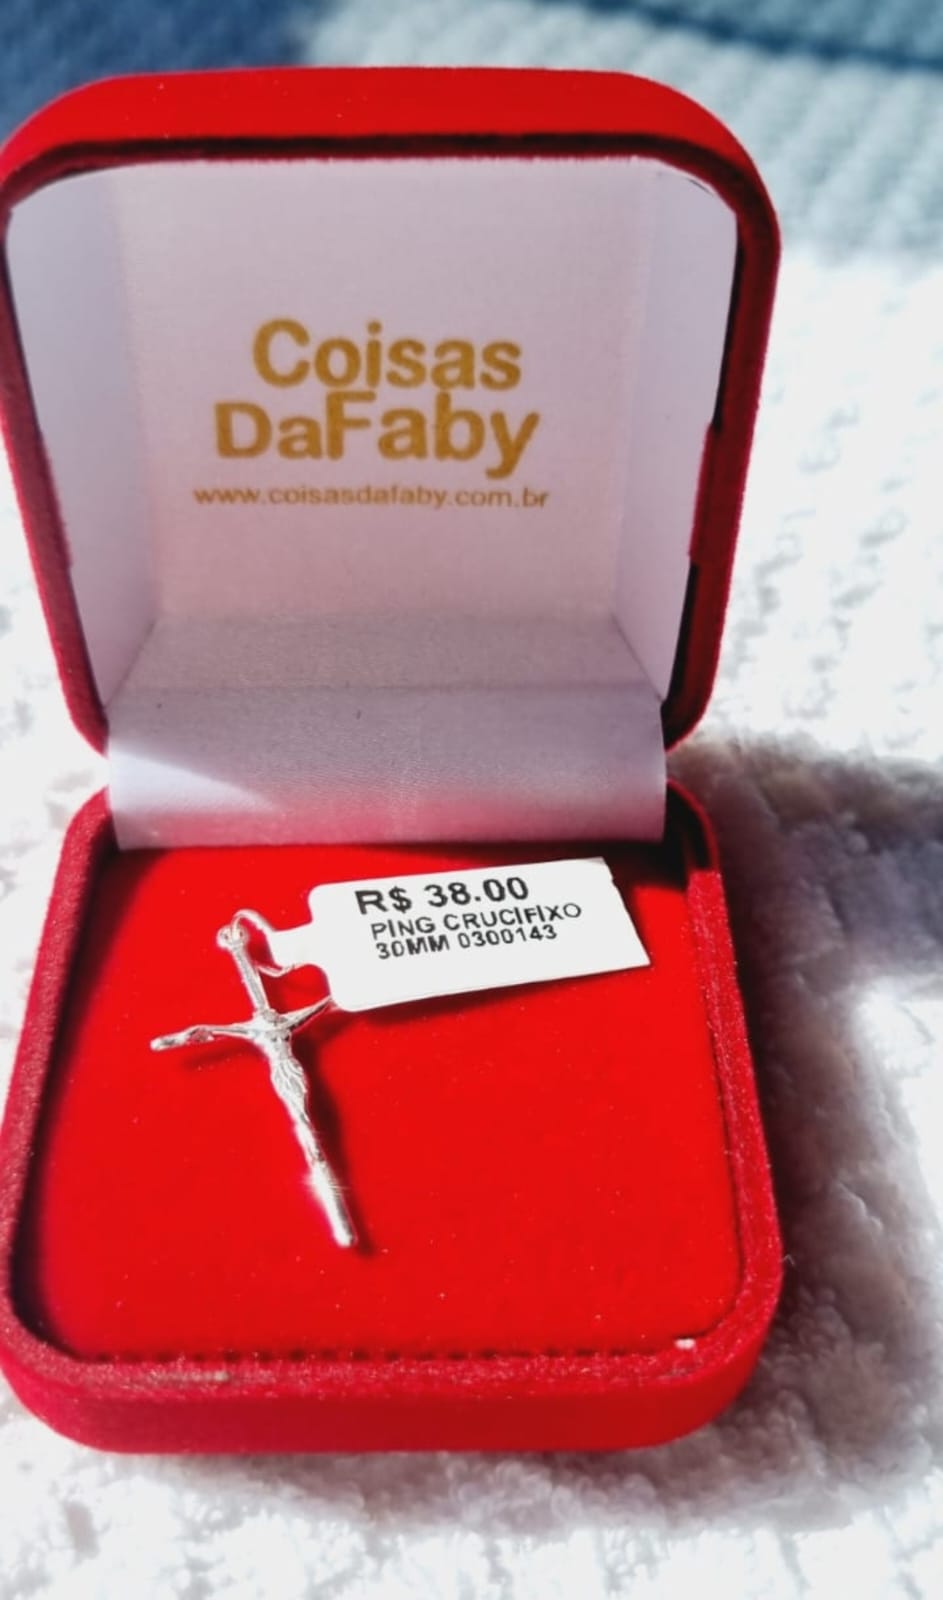 Coisas
DaFaby
www.coisasdafaby.com.br
R$ 38.00
PING CRUCIFIXO
30MM 0300143